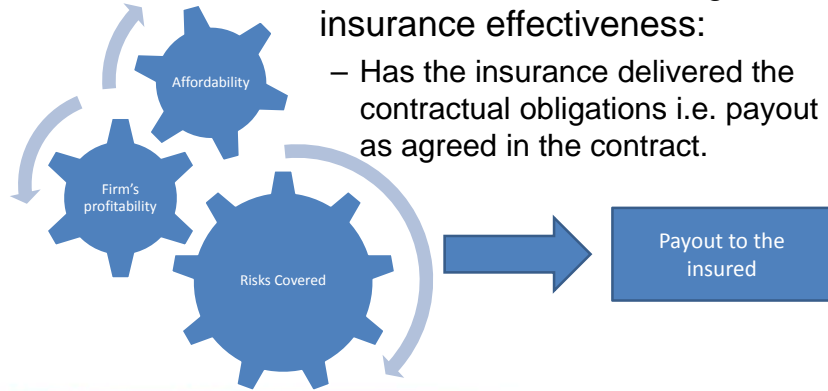 insurance effectiveness:
– Has the insurance delivered the
contractual obligations i.e. payout
as agreed in the contract.
Affordability
Firm's
profitability
Risks Covered
Payout to the
insured